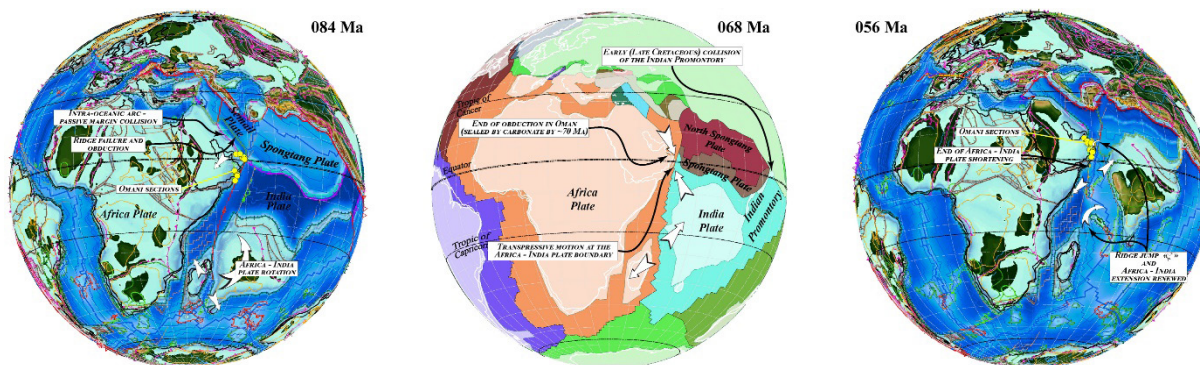 084 Ma
Intra-oceanic arc -
passive margin collision
Ridge failure and
obduction
Omani sections
Plate
Spongtang Plate
India
Plate
Africa Plate
Africa - India
plate rotation
068 Ma
Early (Late Cretaceous) collision
of the Indian Promontory
Tropic of
Cancer
End of obduction in Oman
(sealed by carbonate by ~70 Ma)
North Spongtang
Plate
Spongtang Plate
Equator
Africa
Plate
India
Plate
Indian
Promontory
Tropic of
Capricorn
Transpressive motion at the
Africa - India plate boundary
056 Ma
Omani sections
End of Africa - India
plate shortening
Ridge jump
and
Africa - India
extension renewed